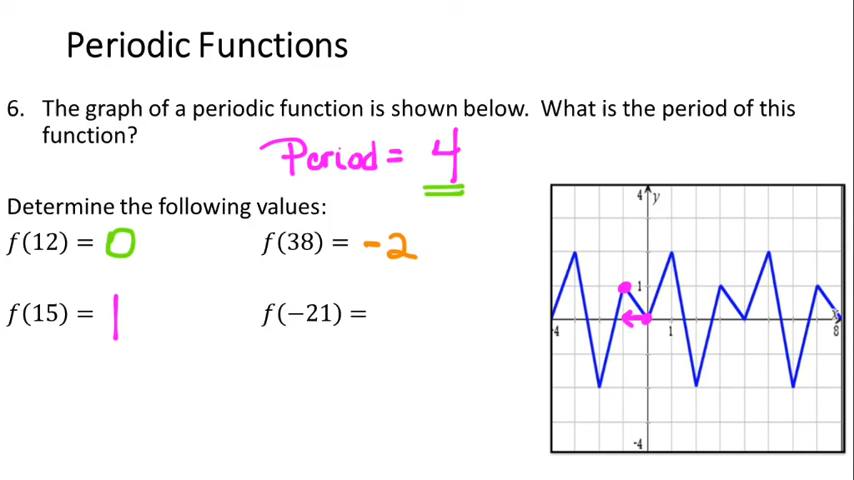 Periodic Functions
6. The graph of a periodic function is shown below. What is the period of this
function?
Period = 4
Determine the following values:
f(12) = 0
f(38) = -2
f(15) = 1
f(−21) =
4 y
1
-4
1
x
8
-4